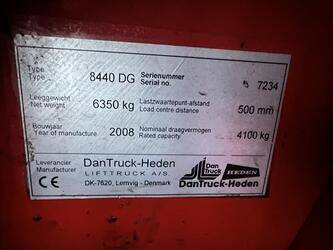 Type
Type 8440 DG Serienummer
Serial no. 7234
Leeggewicht
Net weight 6350 kg Lastzwaartepunt-afstand
Load centre distance 500 mm
Bouwjaar
Year of manufacture 2008 Nominaal draagvermogen
Rated capacity 4100 kg
Leverancier
Manufacturer DanTruck-Heden
LIFTTRUCK A/S.
DK-7620, Lemvig - Denmark
CE
Dan Truck HEDEN
DanTruck-Heden